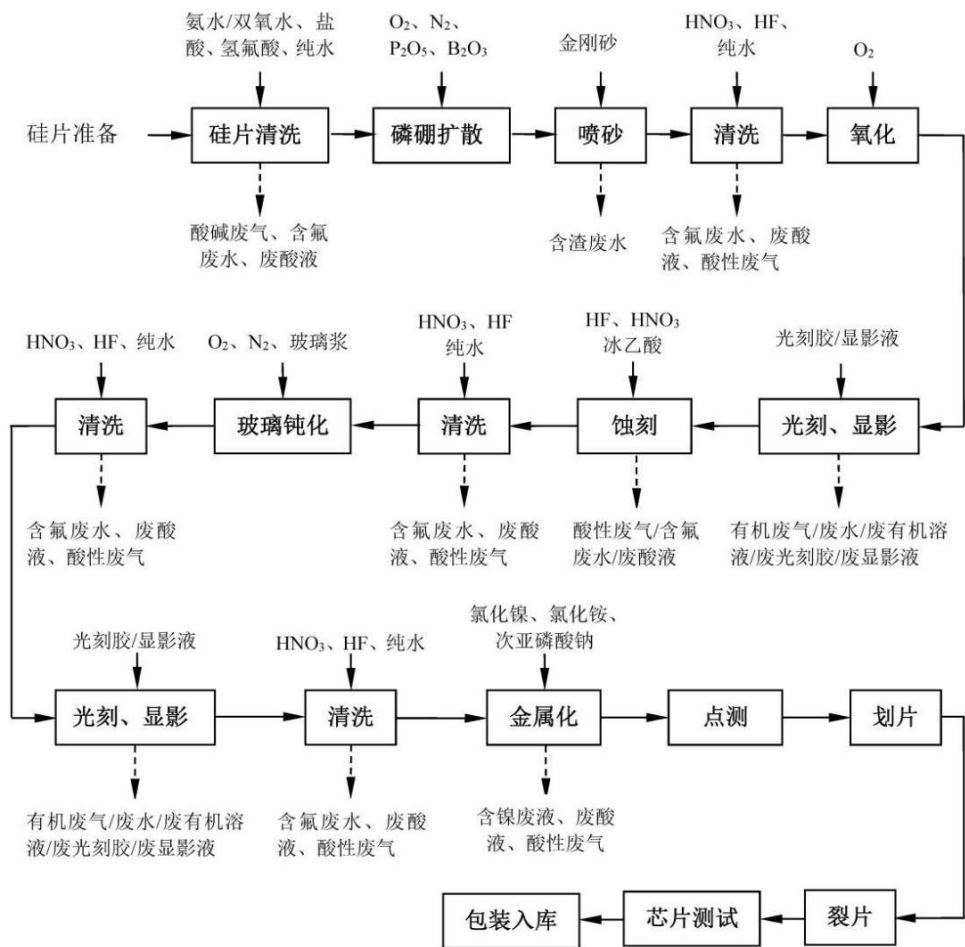 氨水/双氧水、盐
酸、氢氟酸、纯水
O₂、N₂、
P₂O₅、B₂O₃
金刚砂
HNO₃、HF、
纯水
O₂
硅片准备
硅片清洗
磷硼扩散
喷砂
清洗
氧化
酸碱废气、含氟
废水、废酸液
含渣废水
含氟废水、废酸
液、酸性废气
HNO₃、HF、纯水
O₂、N₂、玻璃浆
HNO₃、HF
纯水
HF、HNO₃
冰乙酸
光刻胶/显影液
清洗
玻璃钝化
清洗
蚀刻
光刻、显影
含氟废水、废酸
液、酸性废气
含氟废水、废酸
液、酸性废气
酸性废气/含氟
废水/废酸液
有机废气/废水/废有机溶
液/废光刻胶/废显影液
光刻胶/显影液
HNO₃、HF、纯水
氯化镍、氯化铵、
次亚磷酸钠
光刻、显影
清洗
金属化
点测
划片
有机废气/废水/废有机溶
液/废光刻胶/废显影液
含氟废水、废酸
液、酸性废气
含镍废液、废酸
液、酸性废气
包装入库
芯片测试
裂片